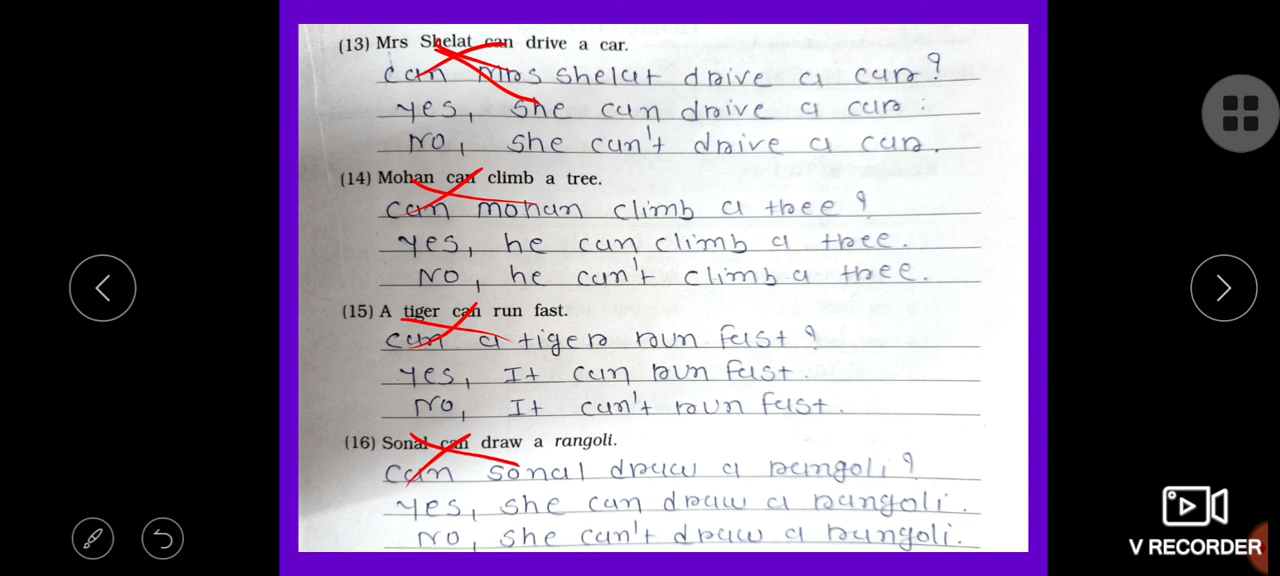 (13) Mrs Shelat can drive a car.
Can Mrs Shelat drive a car?
Yes, she can drive a car.
No, she can't drive a car.
(14) Mohan can climb a tree.
Can mohan climb a tree?
Yes, he can climb a tree.
No, he can't climb a tree.
(15) A tiger can run fast.
Can a tiger run fast?
Yes, It can run fast.
No, It can't run fast.
(16) Sonal can draw a rangoli.
Can sonal draw a rangoli?
Yes, she can draw a rangoli.
No, she can't draw a rangoli.
V RECORDER